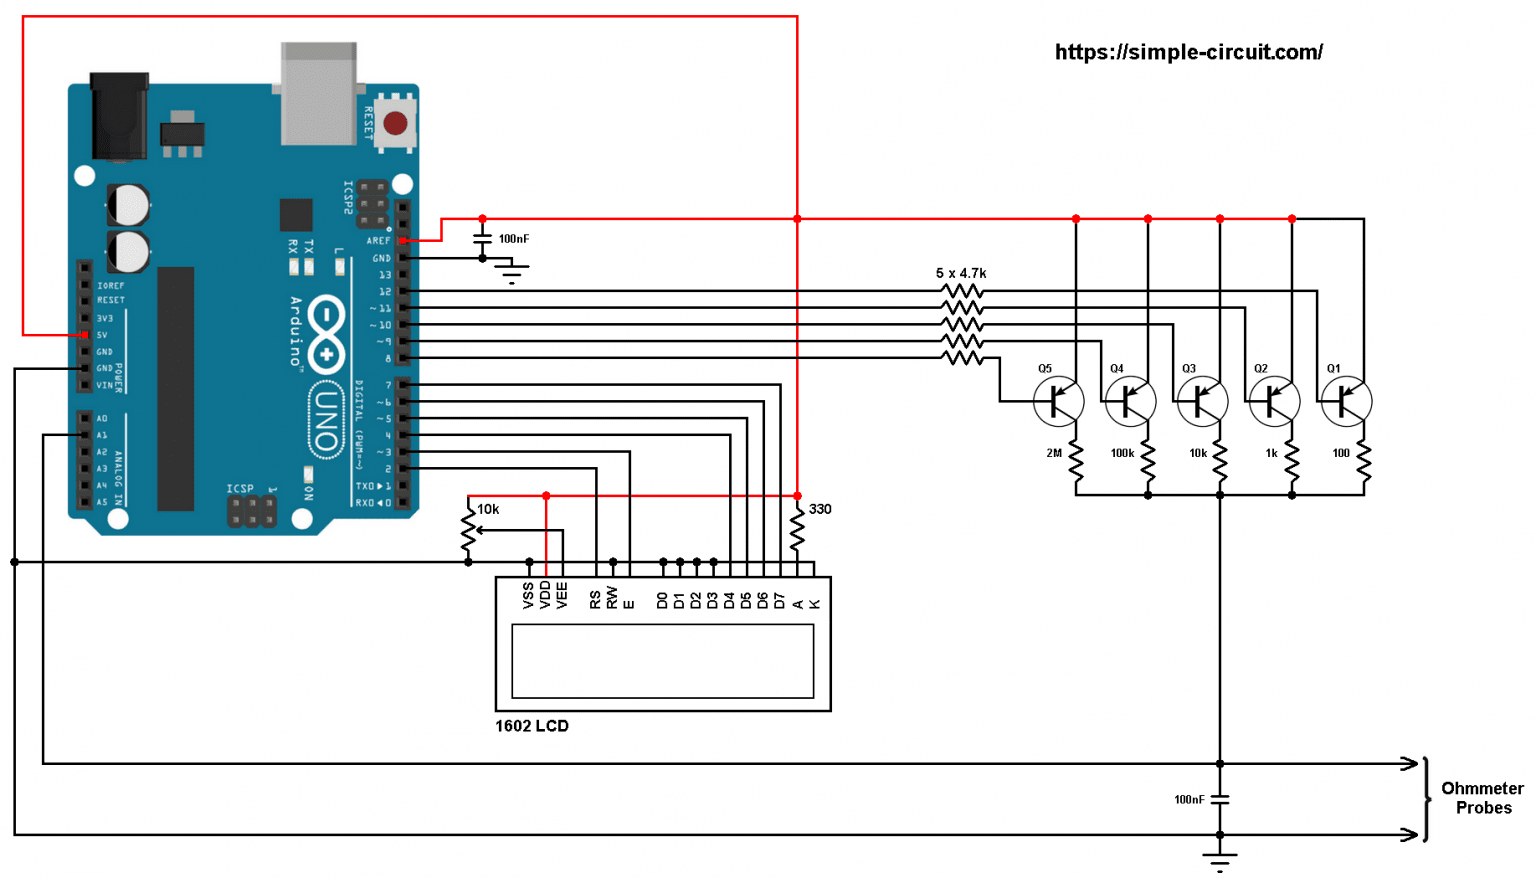 https://simple-circuit.com/
RESET
ICSP2
AREF
GND
13
12
~11
~10
~9
8
7
~6
~5
4
~3
2
TX0▶1
RX0◀0
DIGITAL (PWM=~)
L
TX
RX
Arduino™
UNO
ON
ICSP
1
IOREF
RESET
3V3
5V
GND
GND
VIN
POWER
A0
A1
A2
A3
A4
A5
ANALOG IN
100nF
5 x 4.7k
Q5
Q4
Q3
Q2
Q1
2M
100k
10k
1k
100
10k
330
VSS
VDD
VEE
RS
RW
E
D0
D1
D2
D3
D4
D5
D6
D7
A
K
1602 LCD
100nF
Ohmmeter
Probes